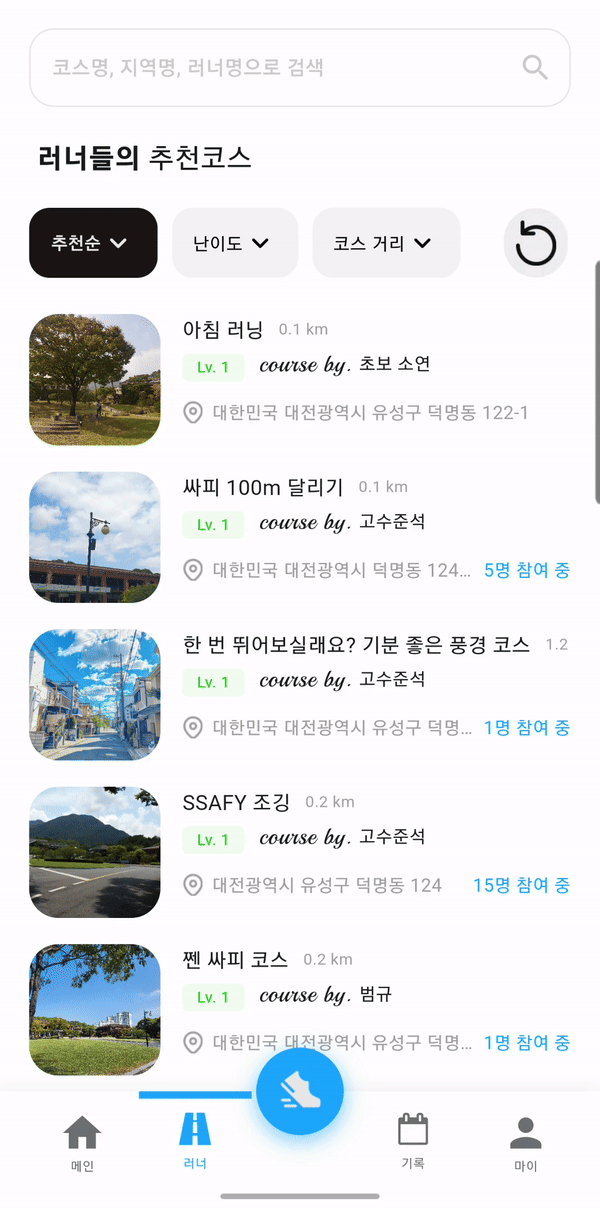 코스명, 지역명, 러너명으로 검색
러너들의 추천코스
추천순 난이도 코스 거리
아침 러닝 0.1 km
Lv. 1 course by. 초보 소연
대한민국 대전광역시 유성구 덕명동 122-1
싸피 100m 달리기 0.1 km
Lv. 1 course by. 고수준석
대한민국 대전광역시 덕명동 124... 5명 참여 중
한 번 뛰어보실래요? 기분 좋은 풍경 코스 1.2
Lv. 1 course by. 고수준석
대한민국 대전광역시 유성구 덕명... 1명 참여 중
SSAFY 조깅 0.2 km
Lv. 1 course by. 고수준석
대전광역시 유성구 덕명동 124 15명 참여 중
쩬 싸피 코스 0.2 km
Lv. 1 course by. 범규
대한민국 대전광역시 유성구 덕명... 1명 참여 중
메인 러너 기록 마이